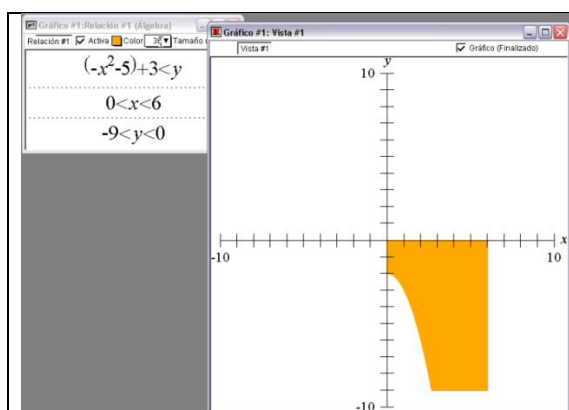 Gráfico #1:Relación #1 (Álgebra)
Relación #1 Activa Color 36 Tamaño
(-x²-5)+3<y
0<x<6
-9<y<0
Gráfico #1: Vista #1
Vista #1 Gráfico (Finalizado)
y
10
-10
10
x
-10